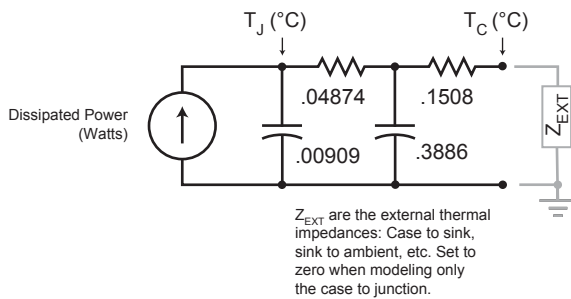 T_J (°C) T_C (°C)
.04874 .1508
Dissipated Power
(Watts)
Z_EXT
.00909 .3886
Z_EXT are the external thermal
impedances: Case to sink,
sink to ambient, etc. Set to
zero when modeling only
the case to junction.